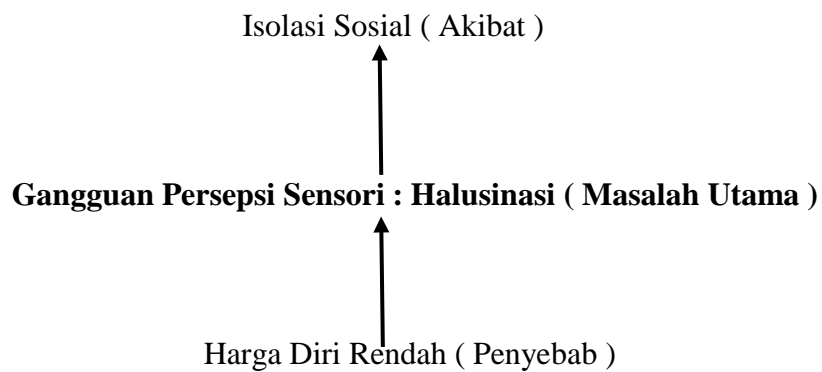 Isolasi Sosial ( Akibat )
Gangguan Persepsi Sensori : Halusinasi ( Masalah Utama )
Harga Diri Rendah ( Penyebab )